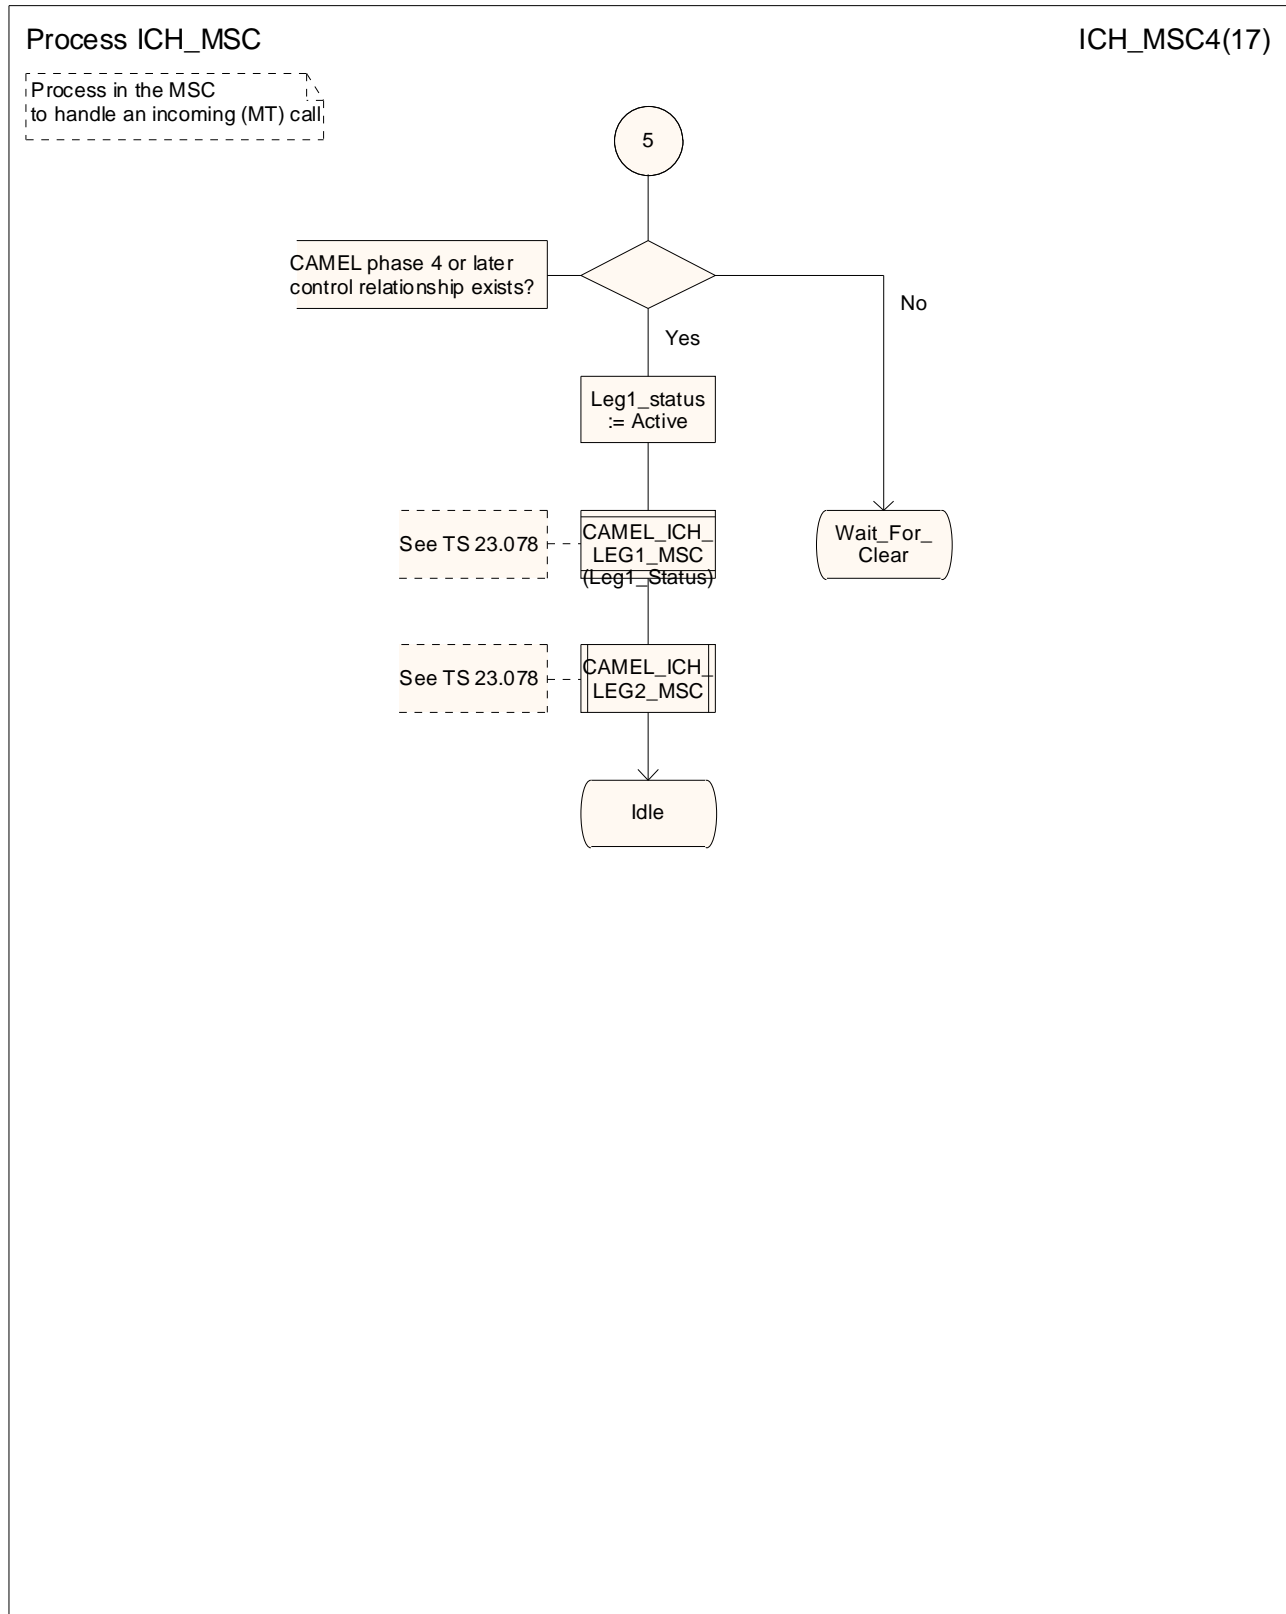 Process ICH_MSC
ICH_MSC4(17)
Process in the MSC
to handle an incoming (MT) call
5
CAMEL phase 4 or later
control relationship exists?
No
Yes
Leg1_status
:= Active
See TS 23.078
CAMEL_ICH_
LEG1_MSC
(Leg1_Status)
Wait_For_
Clear
See TS 23.078
CAMEL_ICH_
LEG2_MSC
Idle